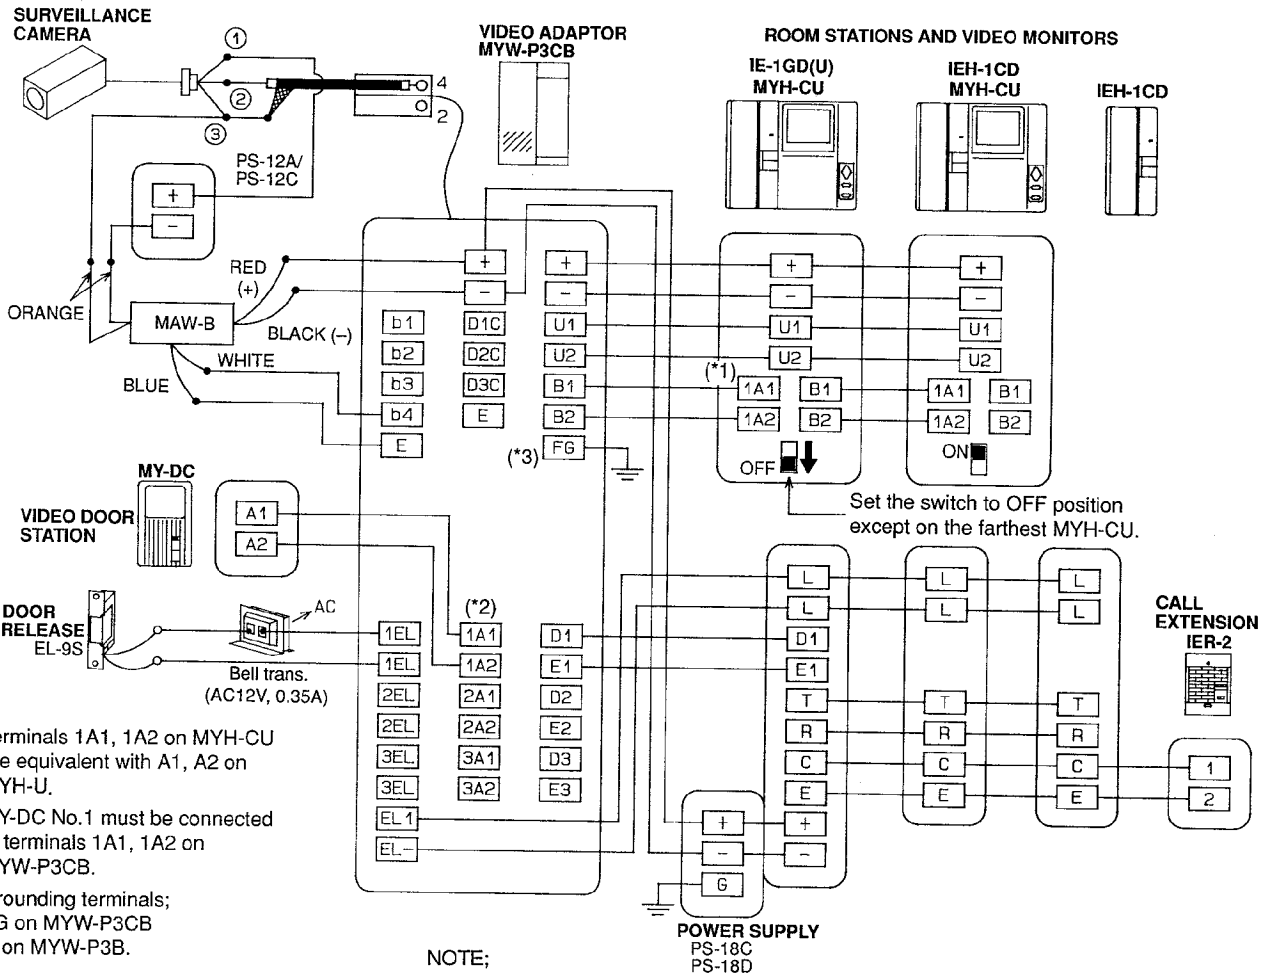 SURVEILLANCE
CAMERA
①
②
③
4
2
VIDEO ADAPTOR
MYW-P3CB
ROOM STATIONS AND VIDEO MONITORS
IE-1GD(U)
MYH-CU
IEH-1CD
MYH-CU
IEH-1CD
PS-12A/
PS-12C
+
−
ORANGE
MAW-B
RED
(+)
BLACK (–)
WHITE
BLUE
+
−
b1
D1C
b2
D2C
b3
D3C
b4
E
E
+
−
U1
U2
B1
B2
(*3)
FG
+
−
U1
U2
(*1)
1A1
B1
1A2
B2
OFF
+
−
U1
U2
1A1
B1
1A2
B2
ON
Set the switch to OFF position
except on the farthest MYH-CU.
MY-DC
VIDEO DOOR
STATION
A1
A2
DOOR
RELEASE
EL-9S
AC
Bell trans.
(AC12V, 0.35A)
(*2)
1EL
1A1
D1
1EL
1A2
E1
2EL
2A1
D2
2EL
2A2
E2
3EL
3A1
D3
3EL
3A2
E3
EL1
EL−
L
L
D1
E1
T
R
C
E
+
−
L
L
T
R
C
E
L
L
T
R
C
E
CALL
EXTENSION
IER-2
1
2
+
−
G
POWER SUPPLY
PS-18C
PS-18D
erminals 1A1, 1A2 on MYH-CU
e equivalent with A1, A2 on
YH-U.
Y-DC No.1 must be connected
terminals 1A1, 1A2 on
YW-P3CB.
rounding terminals;
G on MYW-P3CB
on MYW-P3B.
NOTE;